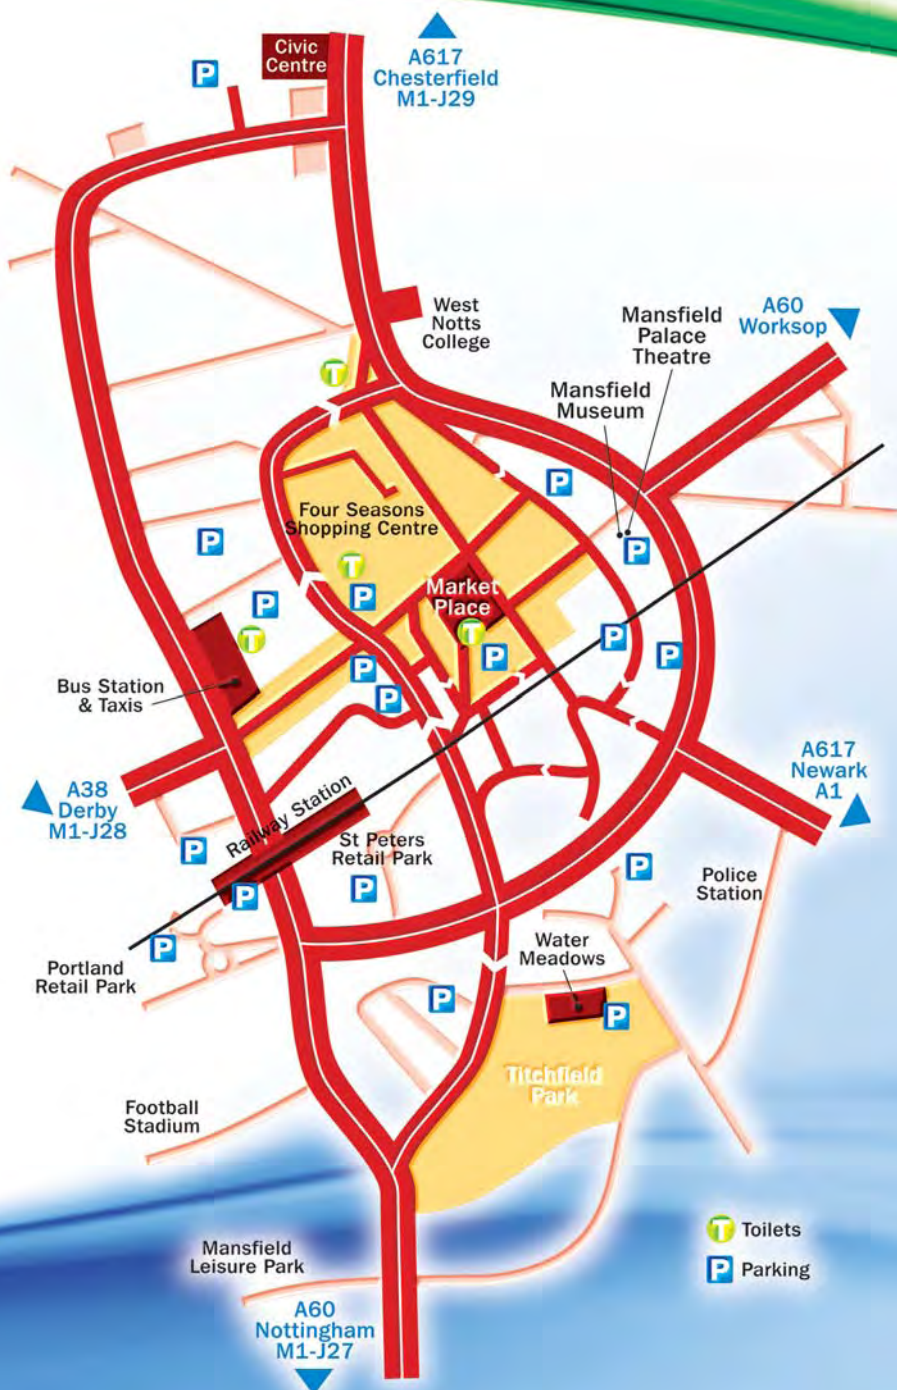 Civic
Centre
P
A617
Chesterfield
M1-J29
West
Notts
College
Mansfield
Palace
Theatre
A60
Worksop
T
Mansfield
Museum
P
Four Seasons
Shopping Centre
P
P
T
P
P
Market
Place
T
T
P
P
P
P
P
Bus Station
& Taxis
A38
Derby
M1-J28
A617
Newark
A1
Railway Station
St Peters
Retail Park
P
P
P
P
P
Police
Station
Portland
Retail Park
Water
Meadows
P
P
Titchfield
Park
Football
Stadium
T Toilets
P Parking
Mansfield
Leisure Park
A60
Nottingham
M1-J27